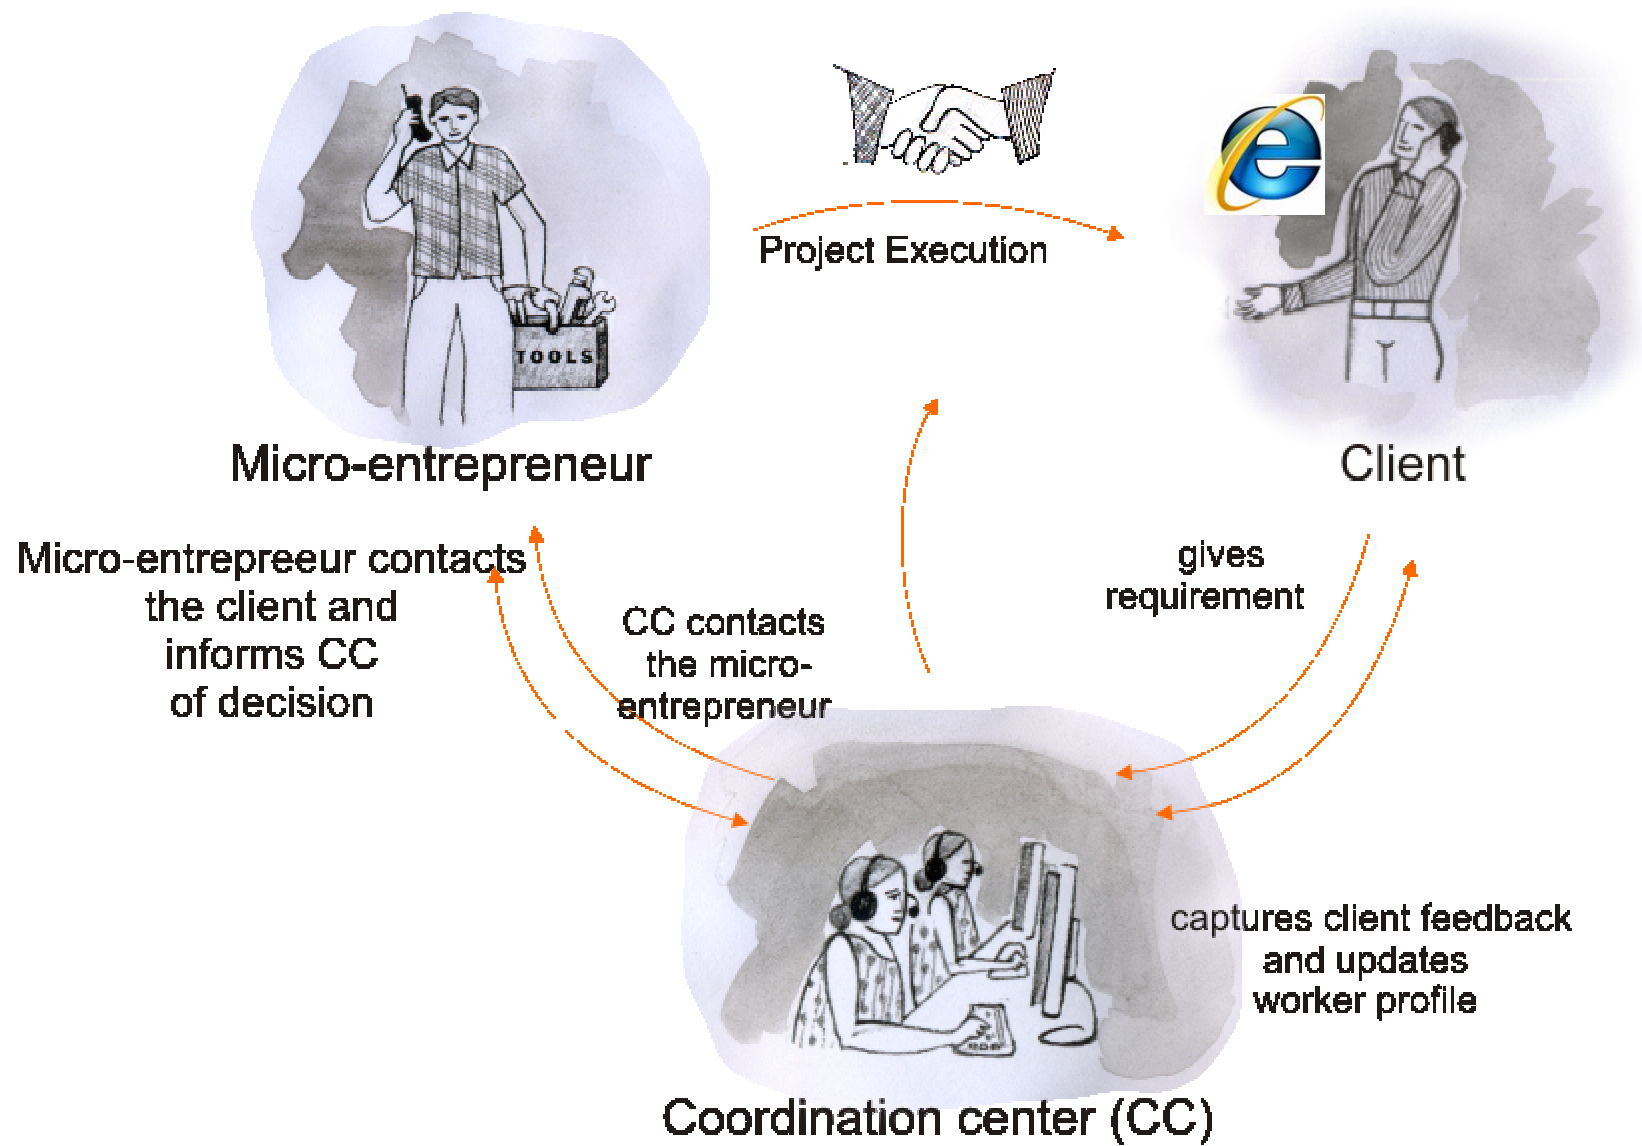 TOOLS
Project Execution
Micro-entrepreneur
Client
Micro-entrepreeur contacts
the client and
informs CC
of decision
CC contacts
the micro-
entrepreneur
gives
requirement
captures client feedback
and updates
worker profile
Coordination center (CC)